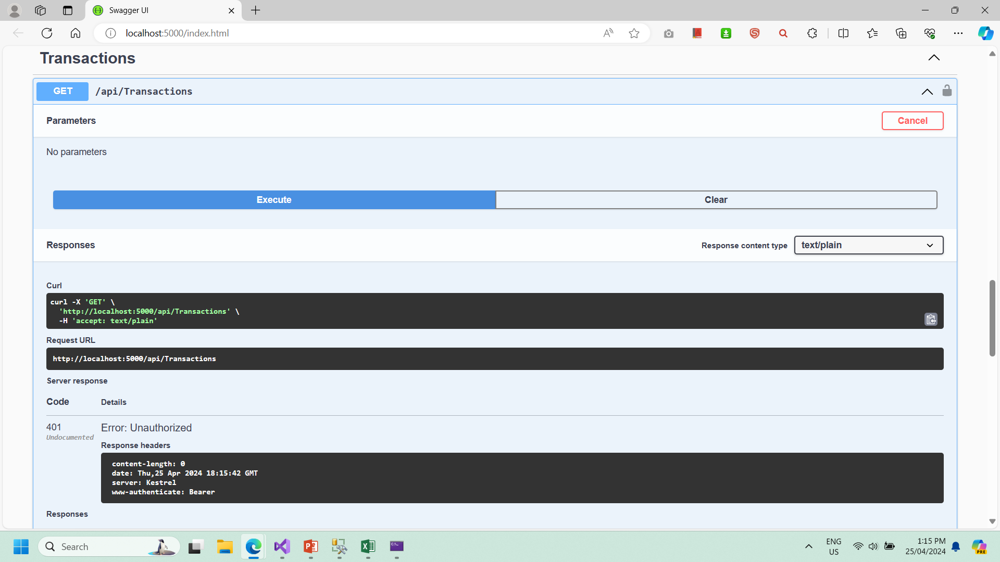 Swagger UI
localhost:5000/index.html
Transactions
GET
/api/Transactions
Parameters
Cancel
No parameters
Execute
Clear
Responses
Response content type
text/plain
Curl
curl -X 'GET' \
'http://localhost:5000/api/Transactions' \
-H 'accept: text/plain'
Request URL
http://localhost:5000/api/Transactions
Server response
Code
Details
401
Undocumented
Error: Unauthorized
Response headers
content-length: 0
date: Thu,25 Apr 2024 18:15:42 GMT
server: Kestrel
www-authenticate: Bearer
Responses
Search
ENG
US
1:15 PM
25/04/2024
PRE